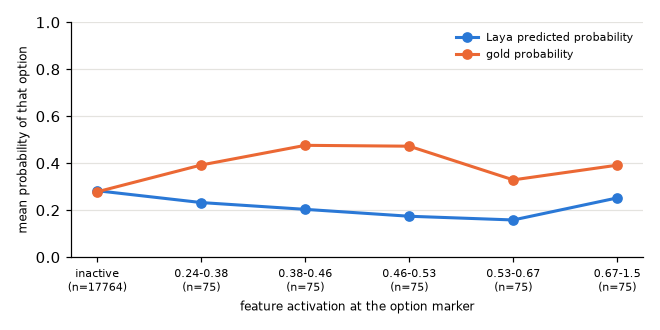 1.0
0.8
0.6
0.4
0.2
0.0
mean probability of that option
Laya predicted probability
gold probability
inactive
(n=17764)
0.24-0.38
(n=75)
0.38-0.46
(n=75)
0.46-0.53
(n=75)
0.53-0.67
(n=75)
0.67-1.5
(n=75)
feature activation at the option marker